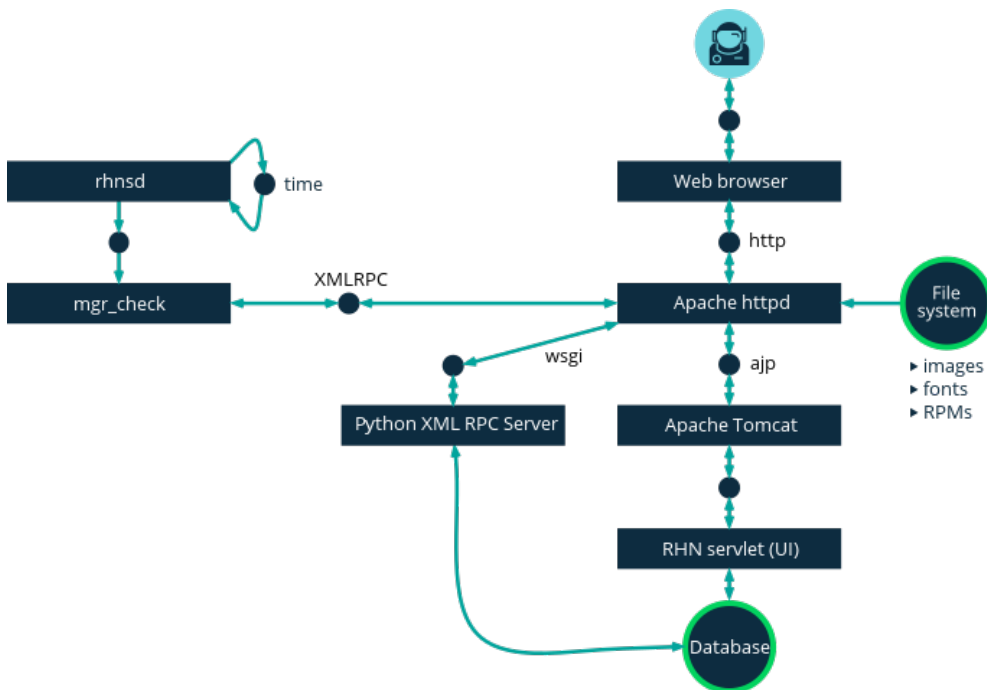 rhnsd
time
Web browser
http
XMLRPC
mgr_check
Apache httpd
File
system
wsgi
ajp
images
fonts
RPMs
Python XML RPC Server
Apache Tomcat
RHN servlet (UI)
Database